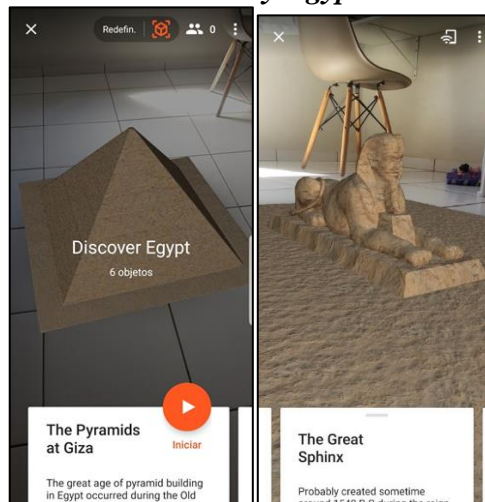 Redefin. 0
Discover Egypt
6 objetos
The Pyramids
at Giza
Iniciar
The great age of pyramid building
in Egypt occurred during the Old
The Great
Sphinx
Probably created sometime